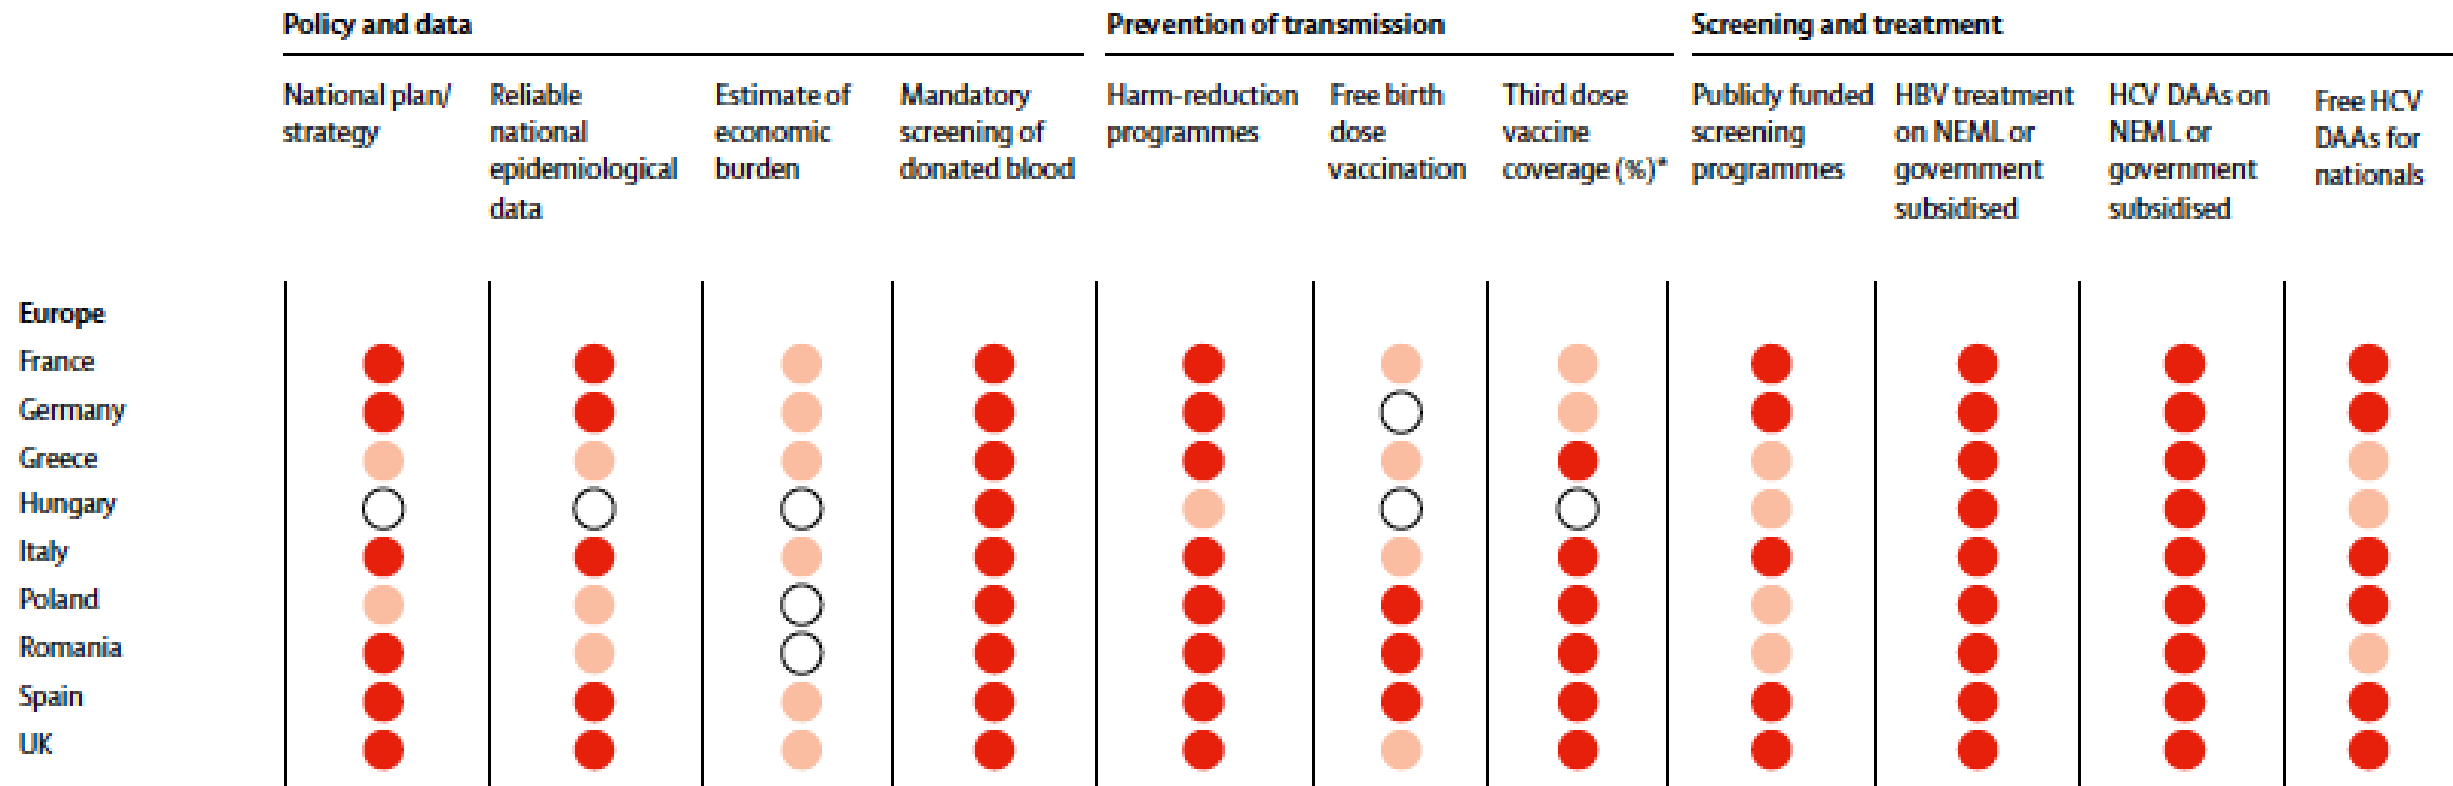 Policy and data
Prevention of transmission
Screening and treatment
National plan/
strategy
Reliable
national
epidemiological
data
Estimate of
economic
burden
Mandatory
screening of
donated blood
Harm-reduction
programmes
Free birth
dose
vaccination
Third dose
vaccine
coverage (%)*
Publicly funded
screening
programmes
HBV treatment
on NEML or
government
subsidised
HCV DAAs on
NEML or
government
subsidised
Free HCV
DAAs for
nationals
Europe
France
Germany
Greece
Hungary
Italy
Poland
Romania
Spain
UK